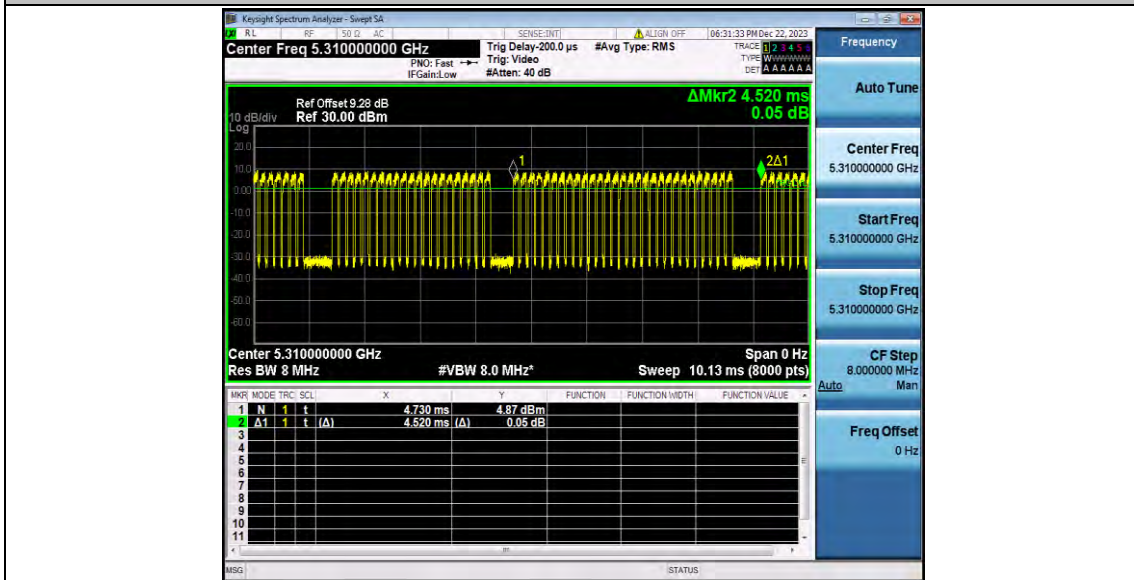 Keysight Spectrum Analyzer - Swept SA
RL RF 50 Ω AC SENSE:INT ALIGN OFF 06:31:33 PM Dec 22, 2023
Center Freq 5.310000000 GHz
PNO: Fast
IFGain:Low
Trig Delay-200.0 µs
Trig: Video
#Atten: 40 dB
#Avg Type: RMS
TRACE 1 2 3 4 5 6
TYPE W
DET A A A A A A
Frequency
Auto Tune
Center Freq
5.310000000 GHz
Start Freq
5.310000000 GHz
Stop Freq
5.310000000 GHz
CF Step
8.000000 MHz
Auto Man
Freq Offset
0 Hz
ΔMkr2 4.520 ms
0.05 dB
Ref Offset 9.28 dB
10 dB/div Ref 30.00 dBm
Log
20.0
10.0
0.00
-10.0
-20.0
-30.0
-40.0
-50.0
-60.0
1
2Δ1
Center 5.310000000 GHz Span 0 Hz
Res BW 8 MHz #VBW 8.0 MHz* Sweep 10.13 ms (8000 pts)
MKR MODE TRC SCL X Y FUNCTION FUNCTION WIDTH FUNCTION VALUE
1 N 1 t 4.730 ms 4.87 dBm
2 Δ1 1 t (Δ) 4.520 ms (Δ) 0.05 dB
3
4
5
6
7
8
9
10
11
MSG STATUS